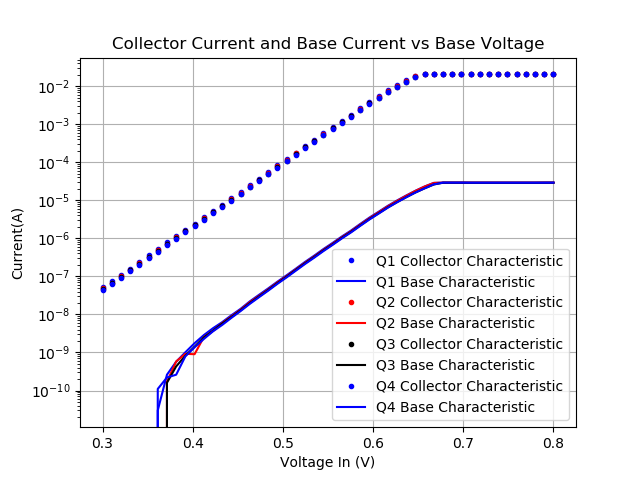 Collector Current and Base Current vs Base Voltage
Current(A)
10⁻²
10⁻³
10⁻⁴
10⁻⁵
10⁻⁶
10⁻⁷
10⁻⁸
10⁻⁹
10⁻¹⁰
Q1 Collector Characteristic
Q1 Base Characteristic
Q2 Collector Characteristic
Q2 Base Characteristic
Q3 Collector Characteristic
Q3 Base Characteristic
Q4 Collector Characteristic
Q4 Base Characteristic
0.3 0.4 0.5 0.6 0.7 0.8
Voltage In (V)